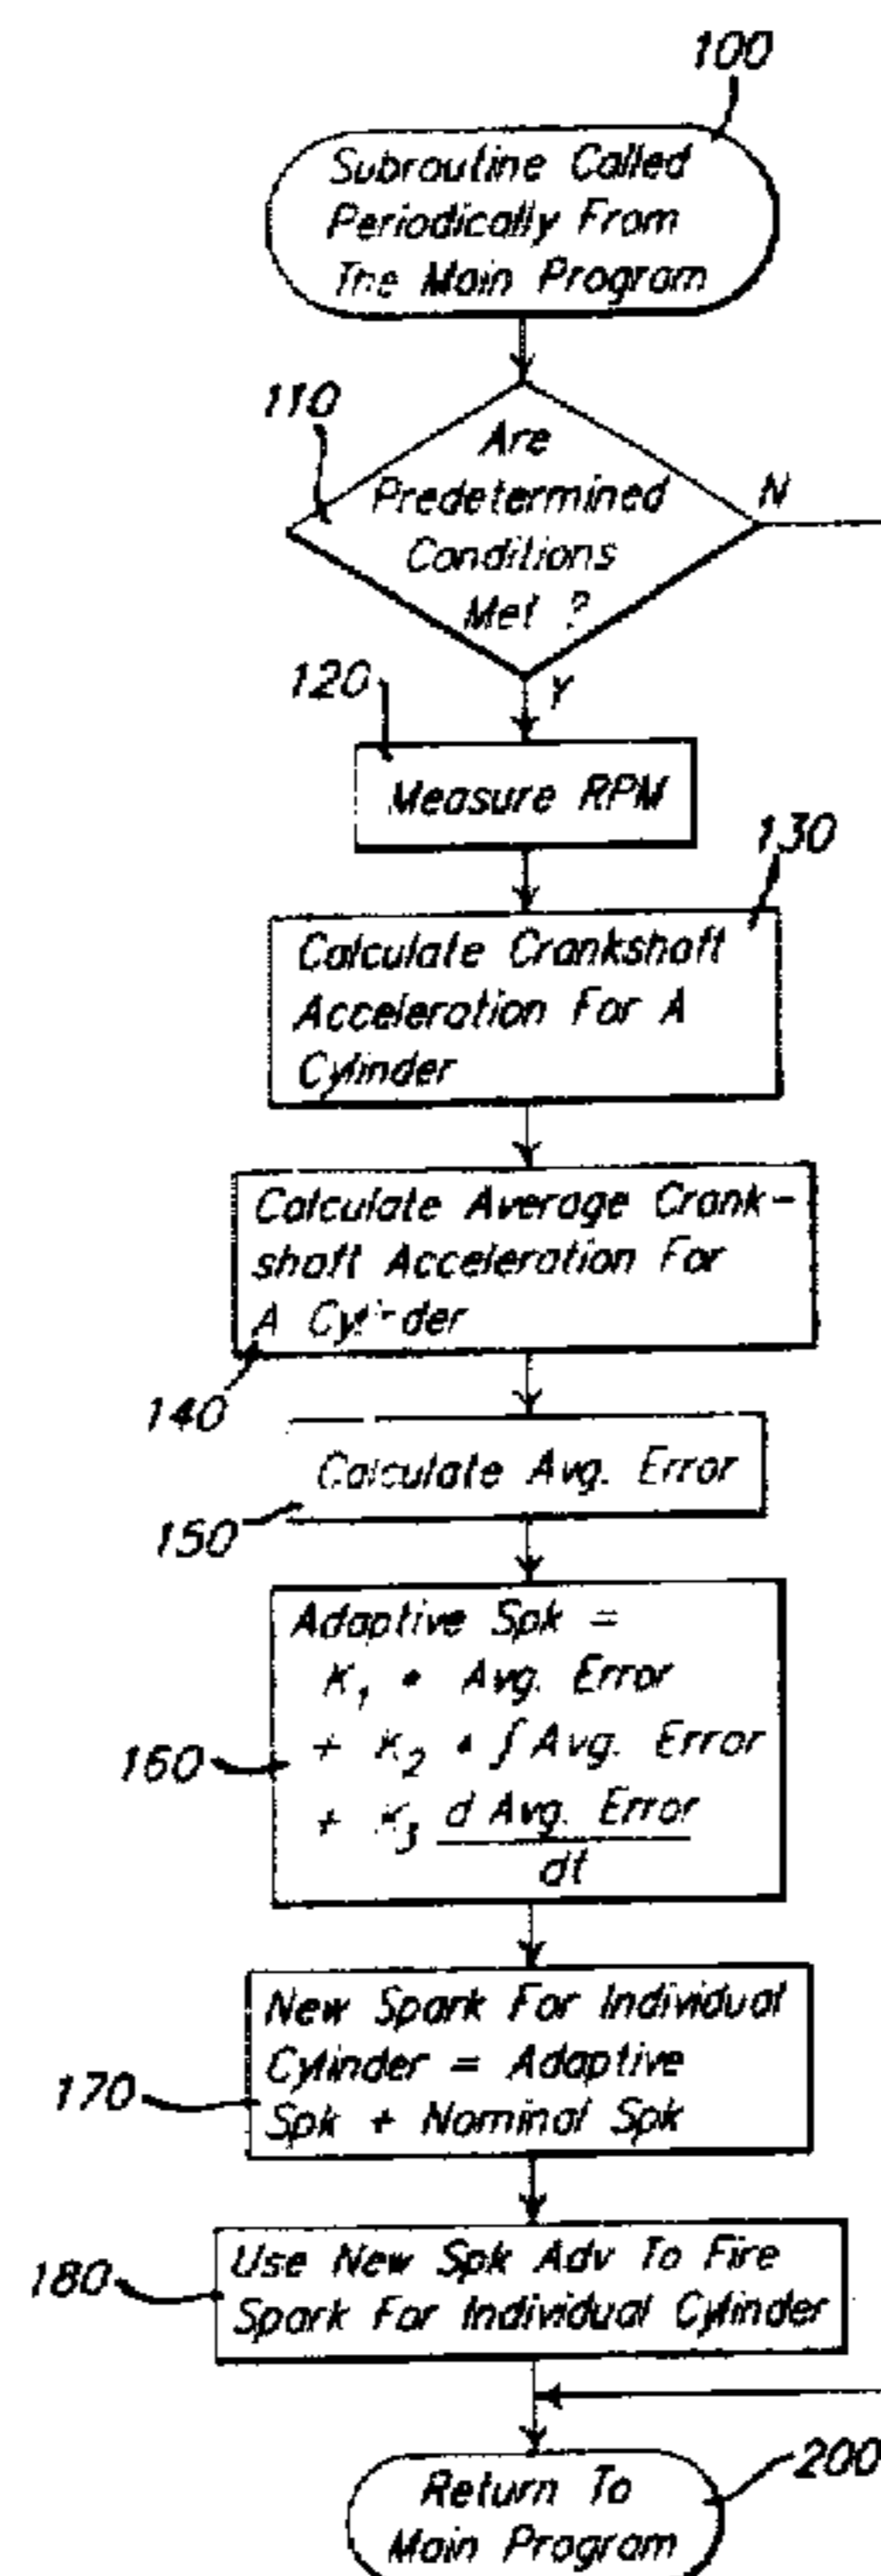 100
Subroutine Called
Periodically From
The Main Program
110
Are
Predetermined
Conditions
Met ?
N
Y
120
Measure RPM
130
Calculate Crankshaft
Acceleration For A
Cylinder
Calculate Average Crank-
shaft Acceleration For
A Cylinder
140
Calculate Avg. Error
150
Adaptive Spk =
K1 * Avg. Error
+ K2 * ∫ Avg. Error
+ K3 d Avg. Error
dt
160
New Spark For Individual
Cylinder = Adaptive
Spk + Nominal Spk
170
Use New Spk Adv To Fire
Spark For Individual Cylinder
180
200
Return To
Main Program